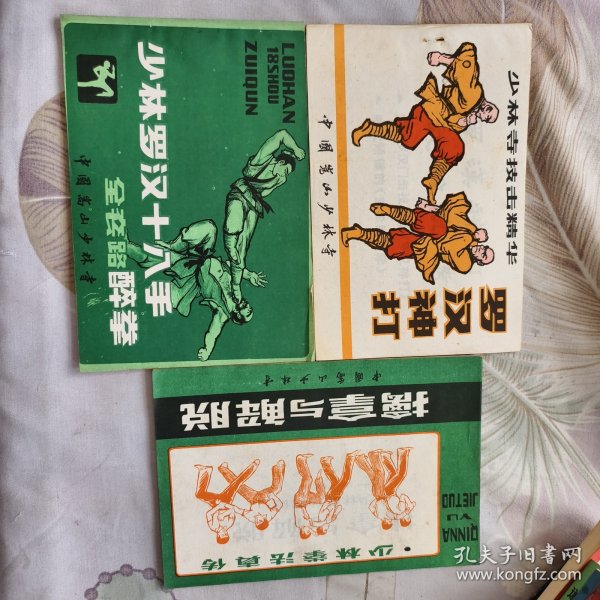 LUOHAN
18SHOU
ZUIQUN
少林罗汉十八手
全套路醉拳
中国嵩山少林寺
少林寺技击精华
罗汉神打
中國嵩山少林寺
中國嵩山少林寺
擒拿与解脱
QINNA
YU
JIETUO
·少林拳法真传
孔夫子旧书网
www.kongfz.com